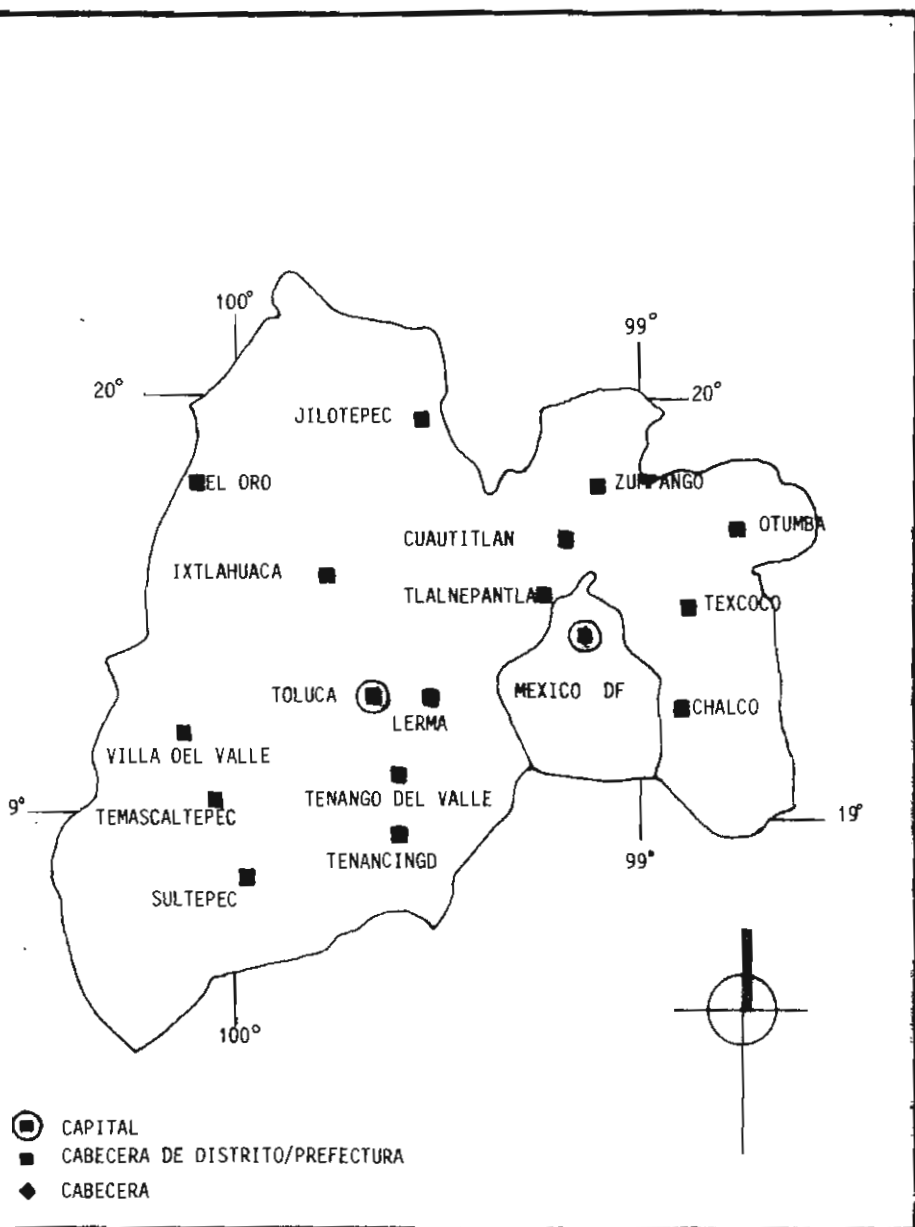 100°
99°
20°
20°
JILOTEPEC
EL ORO
ZUMPANGO
OTUMBA
CUAUTITLAN
IXTLAHUACA
TLALNEPANTLA
TEXCOCO
TOLUCA
MEXICO DF
LERMA
CHALCO
VILLA OEL VALLE
TENANGO DEL VALLE
9°
TEMASCALTEPEC
19°
TENANCINGD
99°
SULTEPEC
100°
CAPITAL
CABECERA DE DISTRITO/PREFECTURA
CABECERA